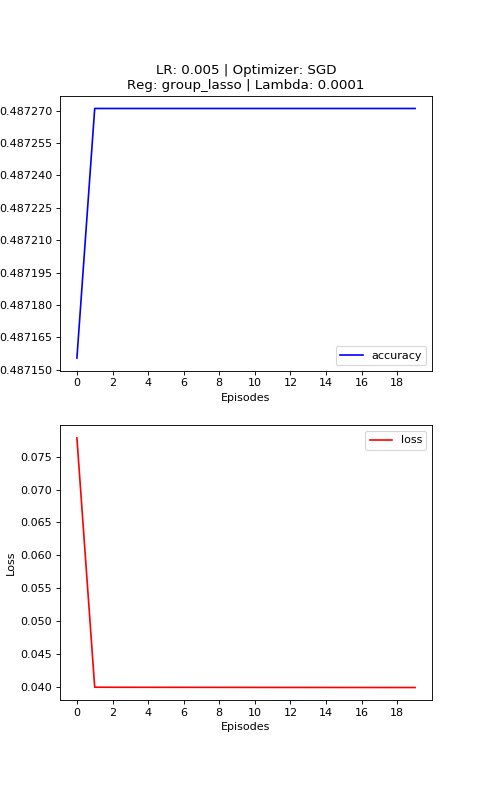 LR: 0.005 | Optimizer: SGD
Reg: group_lasso | Lambda: 0.0001
0.487270
0.487255
0.487240
0.487225
0.487210
0.487195
0.487180
0.487165
0.487150
accuracy
0 2 4 6 8 10 12 14 16 18
Episodes
loss
0.075
0.070
0.065
0.060
0.055
0.050
0.045
0.040
Loss
0 2 4 6 8 10 12 14 16 18
Episodes